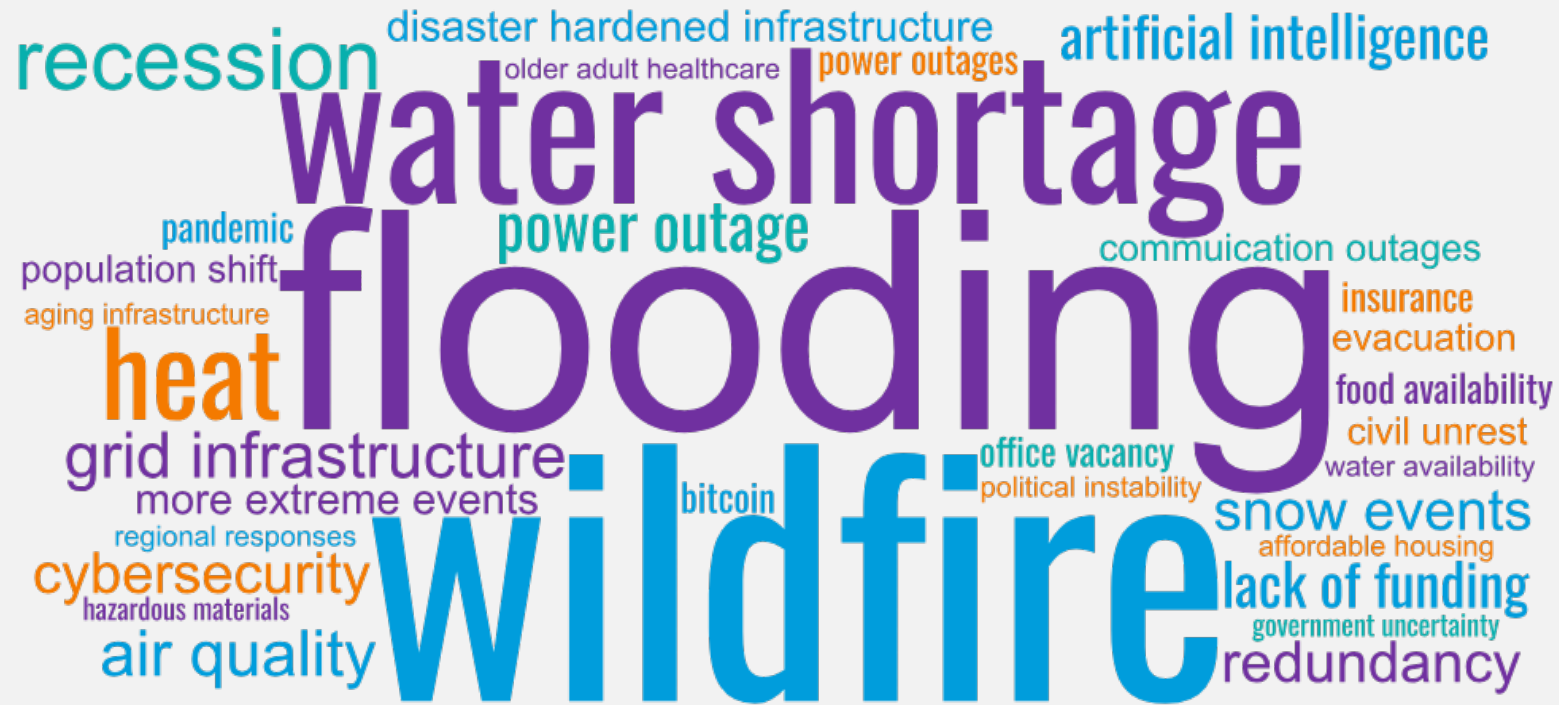 disaster hardened infrastructure
artificial intelligence
recession
older adult healthcare
power outages
water shortage
pandemic
power outage
commuication outages
population shift
flooding
insurance
aging infrastructure
evacuation
heat
food availability
civil unrest
grid infrastructure
office vacancy
water availability
more extreme events
bitcoin
political instability
snow events
regional responses
wildfire
affordable housing
cybersecurity
lack of funding
hazardous materials
government uncertainty
air quality
redundancy